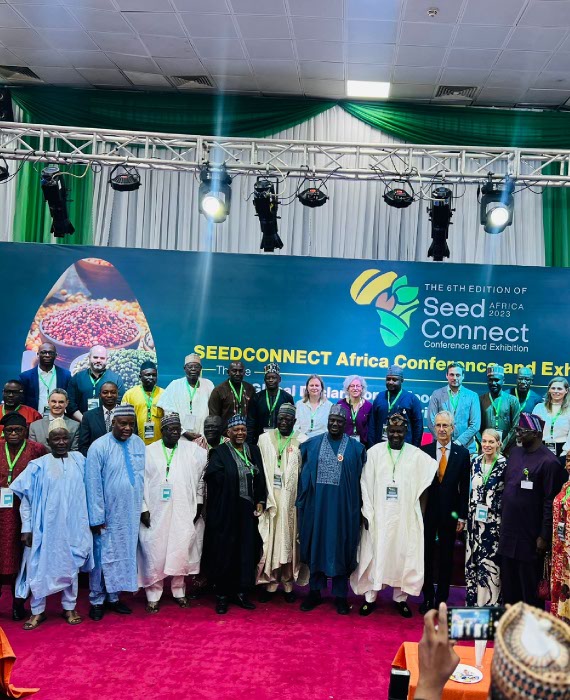 THE 6TH EDITION OF
Seed AFRICA 2023
Connect
Conference and Exhibition
SEEDCONNECT Africa Conference and Exh